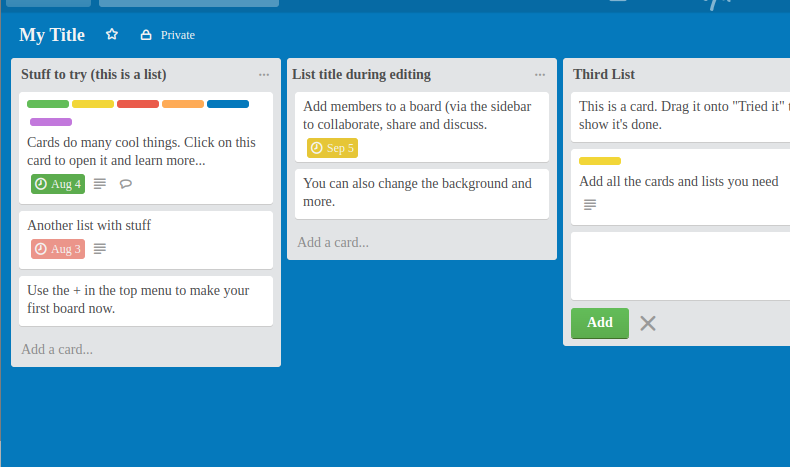 My Title
Private
Stuff to try (this is a list)
Cards do many cool things. Click on this
card to open it and learn more...
Aug 4
Another list with stuff
Aug 3
Use the + in the top menu to make your
first board now.
Add a card...
List title during editing
Add members to a board (via the sidebar
to collaborate, share and discuss.
Sep 5
You can also change the background and
more.
Add a card...
Third List
This is a card. Drag it onto "Tried it"
show it's done.
Add all the cards and lists you need
Add